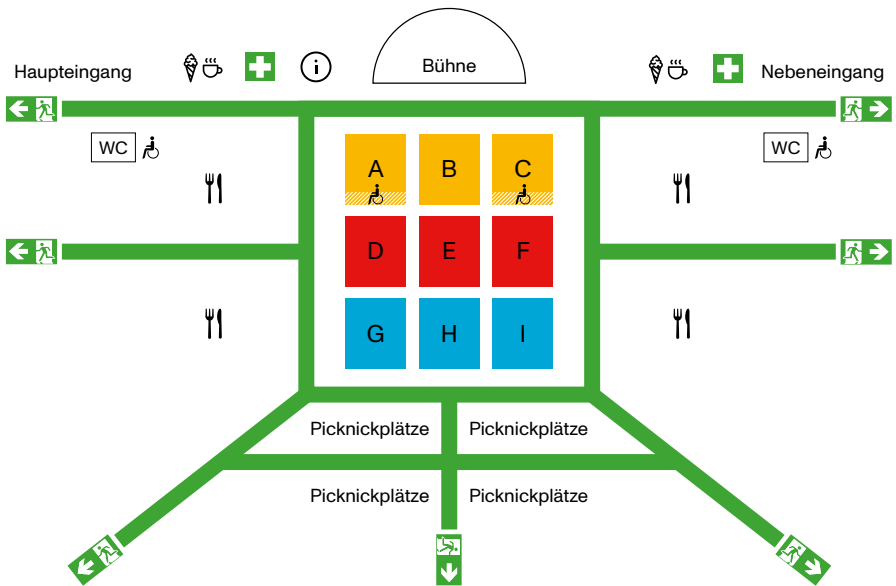 Bühne
Haupteingang
i
Nebeneingang
WC
WC
A B C
D E F
G H I
Picknickplätze Picknickplätze
Picknickplätze Picknickplätze